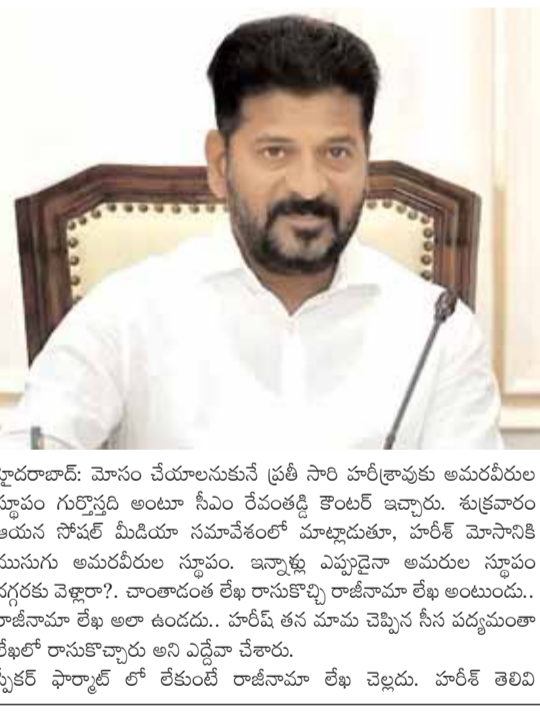 హైదరాబాద్: మోసం చేయాలనుకునే ప్రతీ సారి హరీశ్రావుకు అమరవీరుల
స్థూపం గుర్తొస్తది అంటూ సీఎం రేవంతడ్డి కౌంటర్ ఇచ్చారు. శుక్రవారం
ఆయన సోషల్ మీడియా సమావేశంలో మాట్లాడుతూ, హరీశ్ మోసానికి
ముసుగు అమరవీరుల స్థూపం. ఇన్నాళ్లు ఎప్పుడైనా అమరుల స్థూపం
దగ్గరకు వెళ్లారా?. చాంతాడంత లేఖ రాసుకొచ్చి రాజీనామా లేఖ అంటుండు..
రాజీనామా లేఖ అలా ఉండదు.. హరీష్ తన మామ చెప్పిన సీస పద్యమంతా
లేఖలో రాసుకొచ్చారు అని ఎద్దేవా చేశారు.
స్పీకర్ ఫార్మాట్ లో లేకుంటే రాజీనామా లేఖ చెల్లదు. హరీశ్ తెలివి